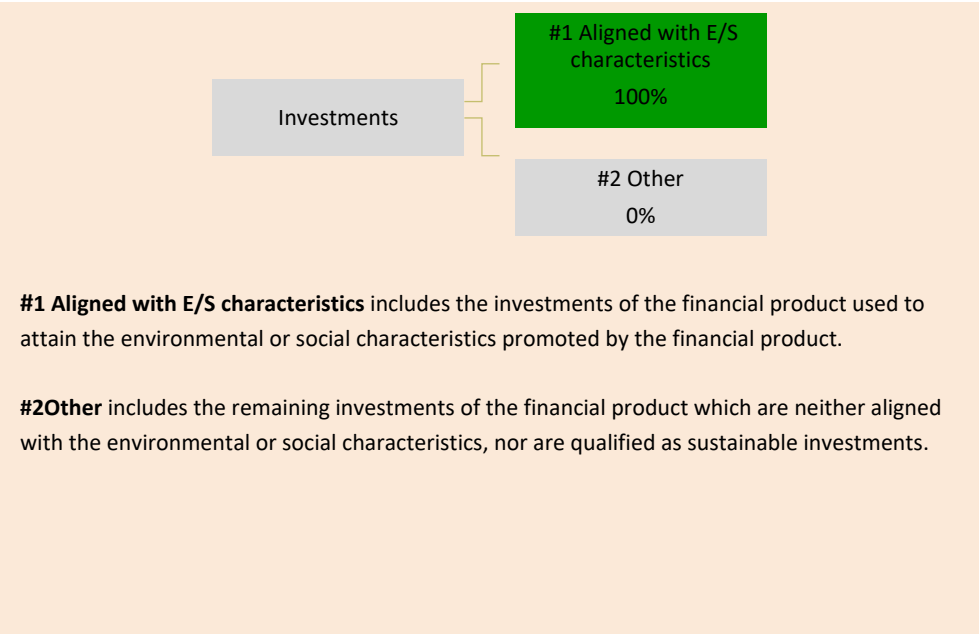 #1 Aligned with E/S
characteristics
100%
Investments
#2 Other
0%
#1 Aligned with E/S characteristics includes the investments of the financial product used to
attain the environmental or social characteristics promoted by the financial product.
#2Other includes the remaining investments of the financial product which are neither aligned
with the environmental or social characteristics, nor are qualified as sustainable investments.